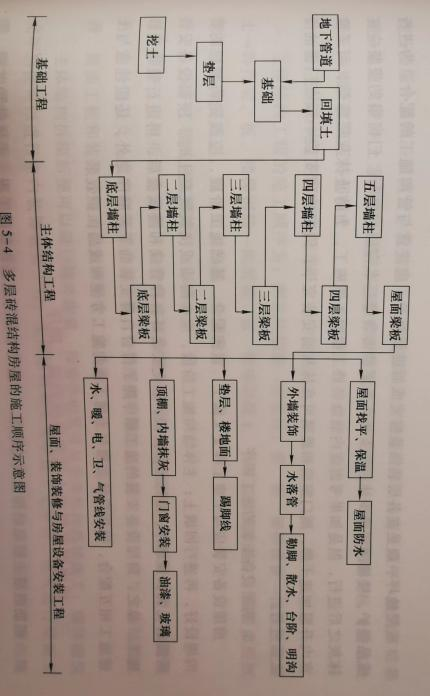 地下管道
回填土
基础
垫层
挖土
五层墙柱
屋面梁板
四层墙柱
四层梁板
三层墙柱
三层梁板
二层墙柱
二层梁板
底层墙柱
底层梁板
屋面找平、保温
屋面防水
外墙装饰
水落管
勒脚、散水、台阶、明沟
垫层、楼地面
踢脚线
顶棚、内墙抹灰
门窗安装
油漆、玻璃
水、暖、电、卫、气管线安装
基础工程
主体结构工程
屋面、装饰装修与房屋设备安装工程
图 5-4 多层砖混结构房屋的施工顺序示意图